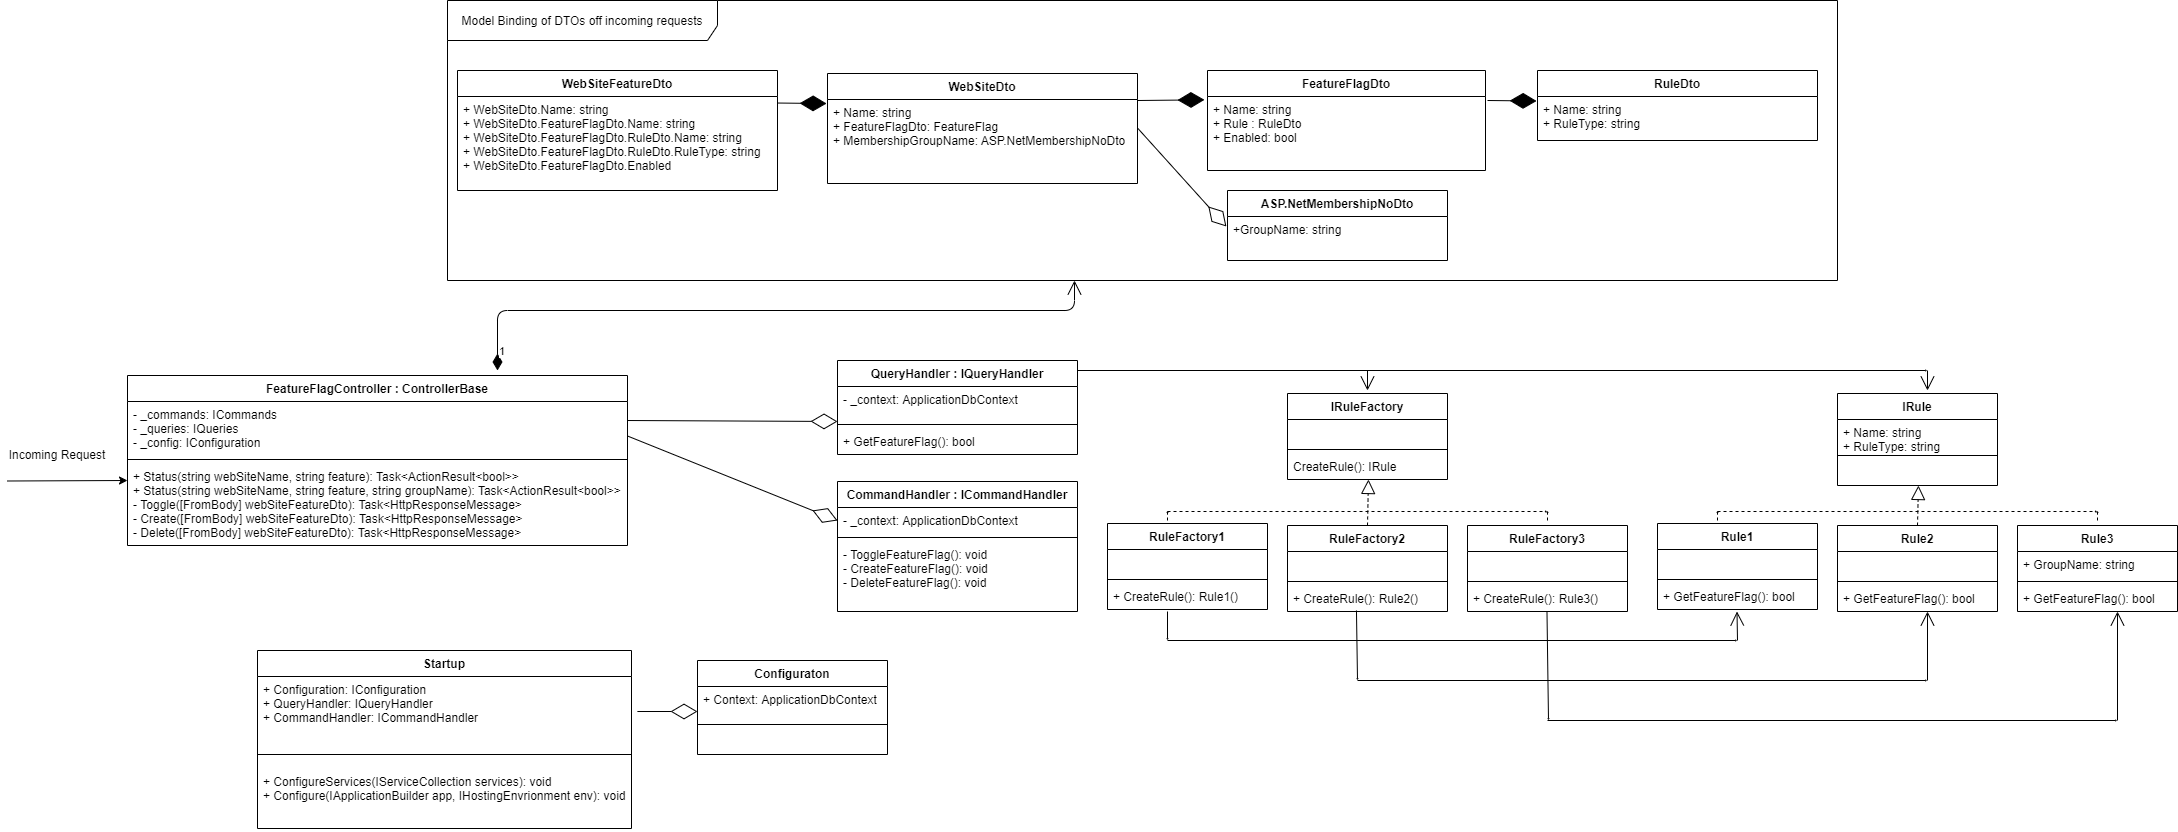 Model Binding of DTOs off incoming requests
WebSiteFeatureDto
+ WebSiteDto.Name: string
+ WebSiteDto.FeatureFlagDto.Name: string
+ WebSiteDto.FeatureFlagDto.RuleDto.Name: string
+ WebSiteDto.FeatureFlagDto.RuleDto.RuleType: string
+ WebSiteDto.FeatureFlagDto.Enabled
WebSiteDto
+ Name: string
+ FeatureFlagDto: FeatureFlag
+ MembershipGroupName: ASP.NetMembershipNoDto
FeatureFlagDto
+ Name: string
+ Rule : RuleDto
+ Enabled: bool
RuleDto
+ Name: string
+ RuleType: string
ASP.NetMembershipNoDto
+GroupName: string
1
Incoming Request
FeatureFlagController : ControllerBase
- _commands: ICommands
- _queries: IQueries
- _config: IConfiguration
+ Status(string webSiteName, string feature): Task<ActionResult<bool>>
+ Status(string webSiteName, string feature, string groupName): Task<ActionResult<bool>>
- Toggle([FromBody] webSiteFeatureDto): Task<HttpResponseMessage>
- Create([FromBody] webSiteFeatureDto): Task<HttpResponseMessage>
- Delete([FromBody] webSiteFeatureDto): Task<HttpResponseMessage>
QueryHandler : IQueryHandler
- _context: ApplicationDbContext
+ GetFeatureFlag(): bool
CommandHandler : ICommandHandler
- _context: ApplicationDbContext
- ToggleFeatureFlag(): void
- CreateFeatureFlag(): void
- DeleteFeatureFlag(): void
IRuleFactory
CreateRule(): IRule
IRule
+ Name: string
+ RuleType: string
RuleFactory1
+ CreateRule(): Rule1()
RuleFactory2
+ CreateRule(): Rule2()
RuleFactory3
+ CreateRule(): Rule3()
Rule1
+ GetFeatureFlag(): bool
Rule2
+ GetFeatureFlag(): bool
Rule3
+ GroupName: string
+ GetFeatureFlag(): bool
Startup
+ Configuration: IConfiguration
+ QueryHandler: IQueryHandler
+ CommandHandler: ICommandHandler
+ ConfigureServices(IServiceCollection services): void
+ Configure(IApplicationBuilder app, IHostingEnvrionment env): void
Configuraton
+ Context: ApplicationDbContext